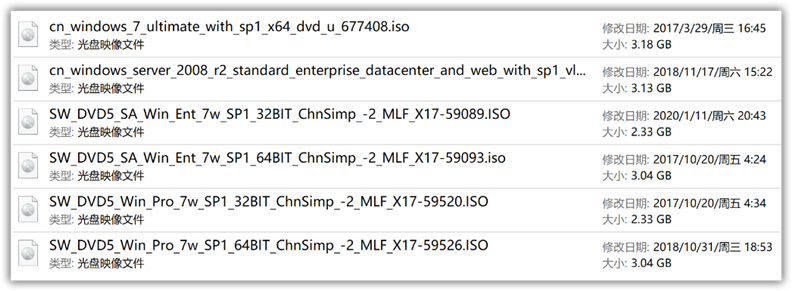 cn_windows_7_ultimate_with_sp1_x64_dvd_u_677408.iso 修改日期: 2017/3/29/周三 16:45
类型: 光盘映像文件 大小: 3.18 GB
cn_windows_server_2008_r2_standard_enterprise_datacenter_and_web_with_sp1_vl... 修改日期: 2018/11/17/周六 15:22
类型: 光盘映像文件 大小: 3.13 GB
SW_DVD5_SA_Win_Ent_7w_SP1_32BIT_ChnSimp_-2_MLF_X17-59089.ISO 修改日期: 2020/1/11/周六 20:43
类型: 光盘映像文件 大小: 2.33 GB
SW_DVD5_SA_Win_Ent_7w_SP1_64BIT_ChnSimp_-2_MLF_X17-59093.iso 修改日期: 2017/10/20/周五 4:24
类型: 光盘映像文件 大小: 3.04 GB
SW_DVD5_Win_Pro_7w_SP1_32BIT_ChnSimp_-2_MLF_X17-59520.ISO 修改日期: 2017/10/20/周五 4:34
类型: 光盘映像文件 大小: 2.33 GB
SW_DVD5_Win_Pro_7w_SP1_64BIT_ChnSimp_-2_MLF_X17-59526.ISO 修改日期: 2018/10/31/周三 18:53
类型: 光盘映像文件 大小: 3.04 GB